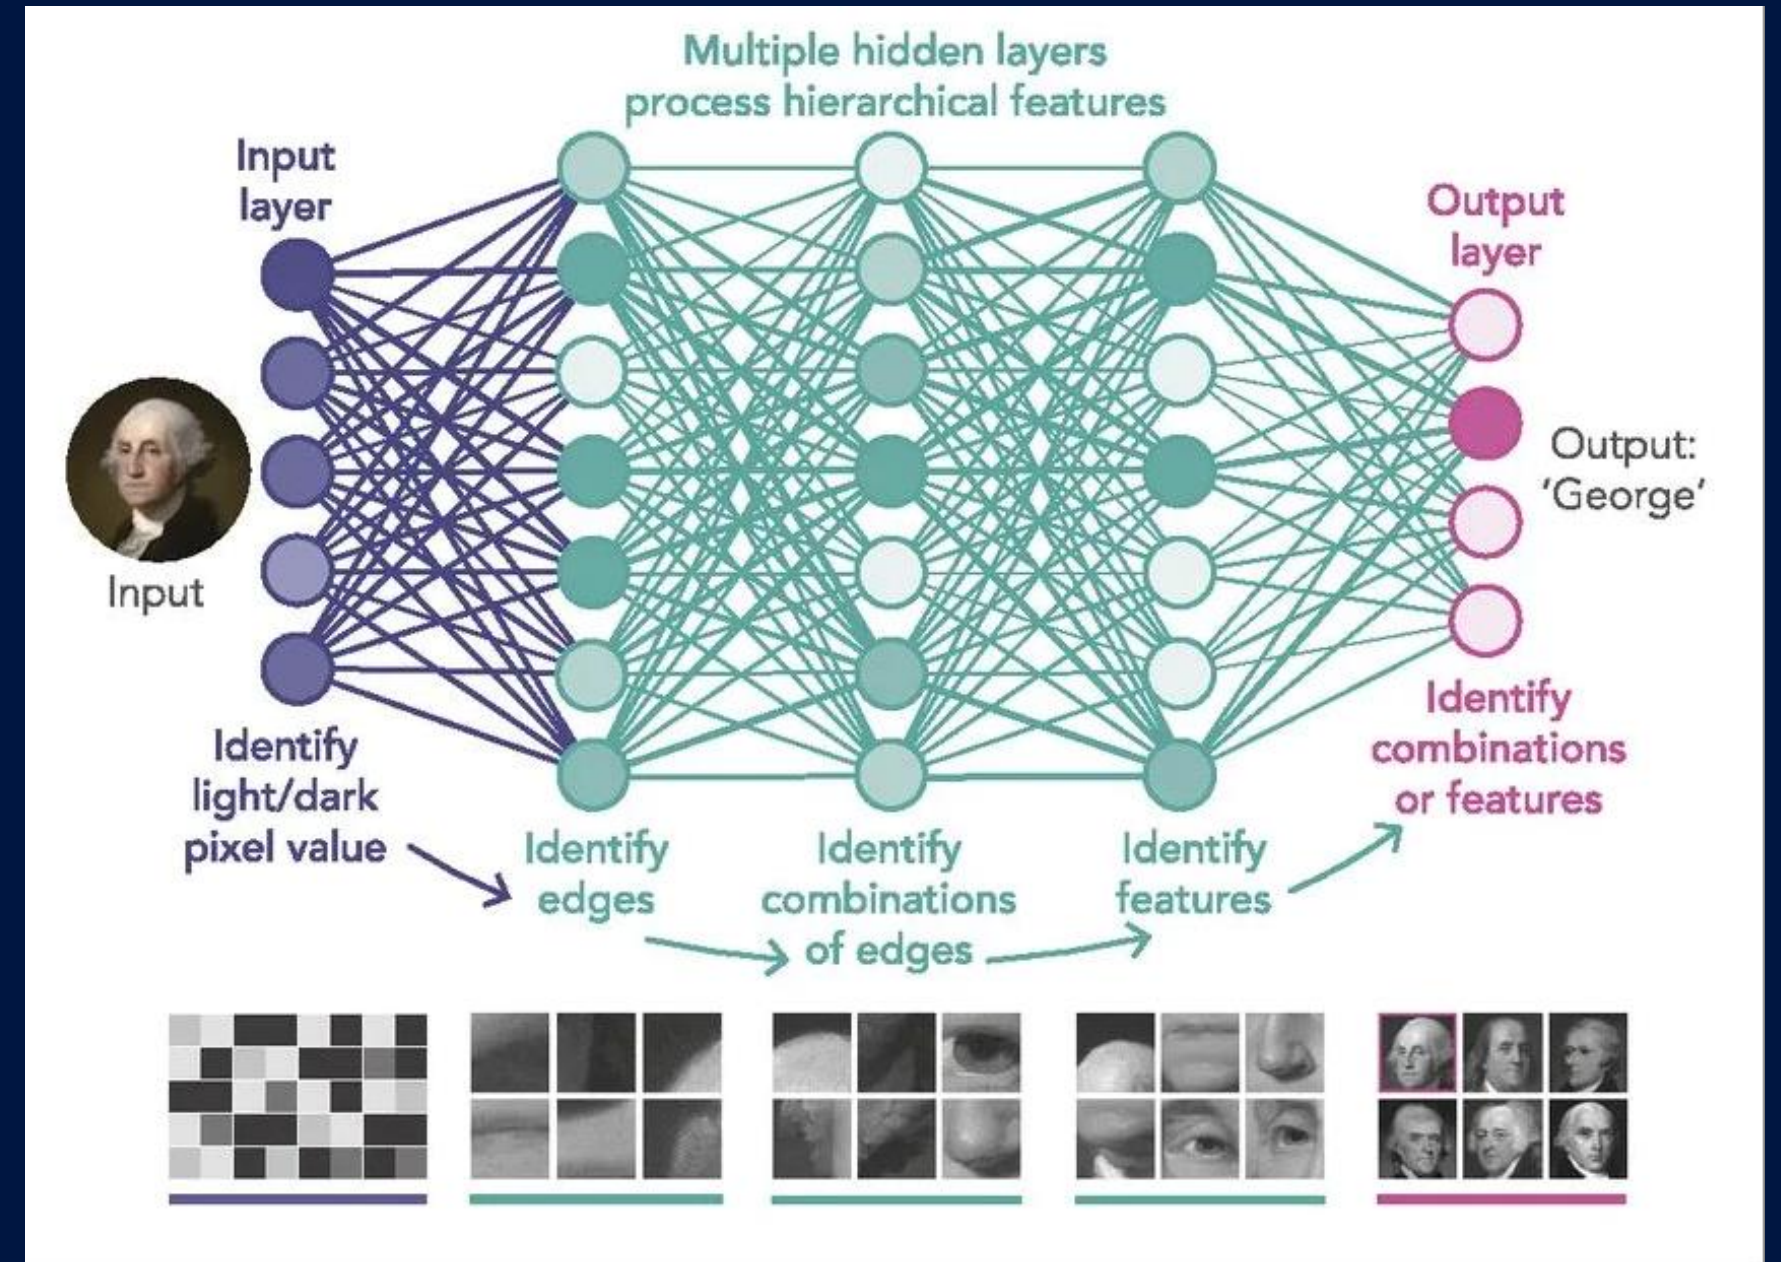 Multiple hidden layers
process hierarchical features
Input
layer
Output
layer
Input
Output:
‘George’
Identify
light/dark
pixel value
Identify
edges
Identify
combinations
of edges
Identify
features
Identify
combinations
or features